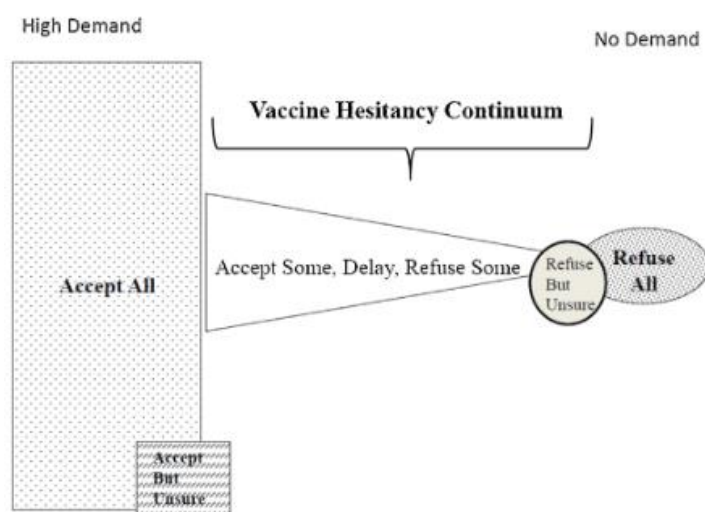 High Demand
No Demand
Vaccine Hesitancy Continuum
Accept All
Accept Some, Delay, Refuse Some
Refuse
But
Unsure
Refuse
All
Accept
But
Unsure